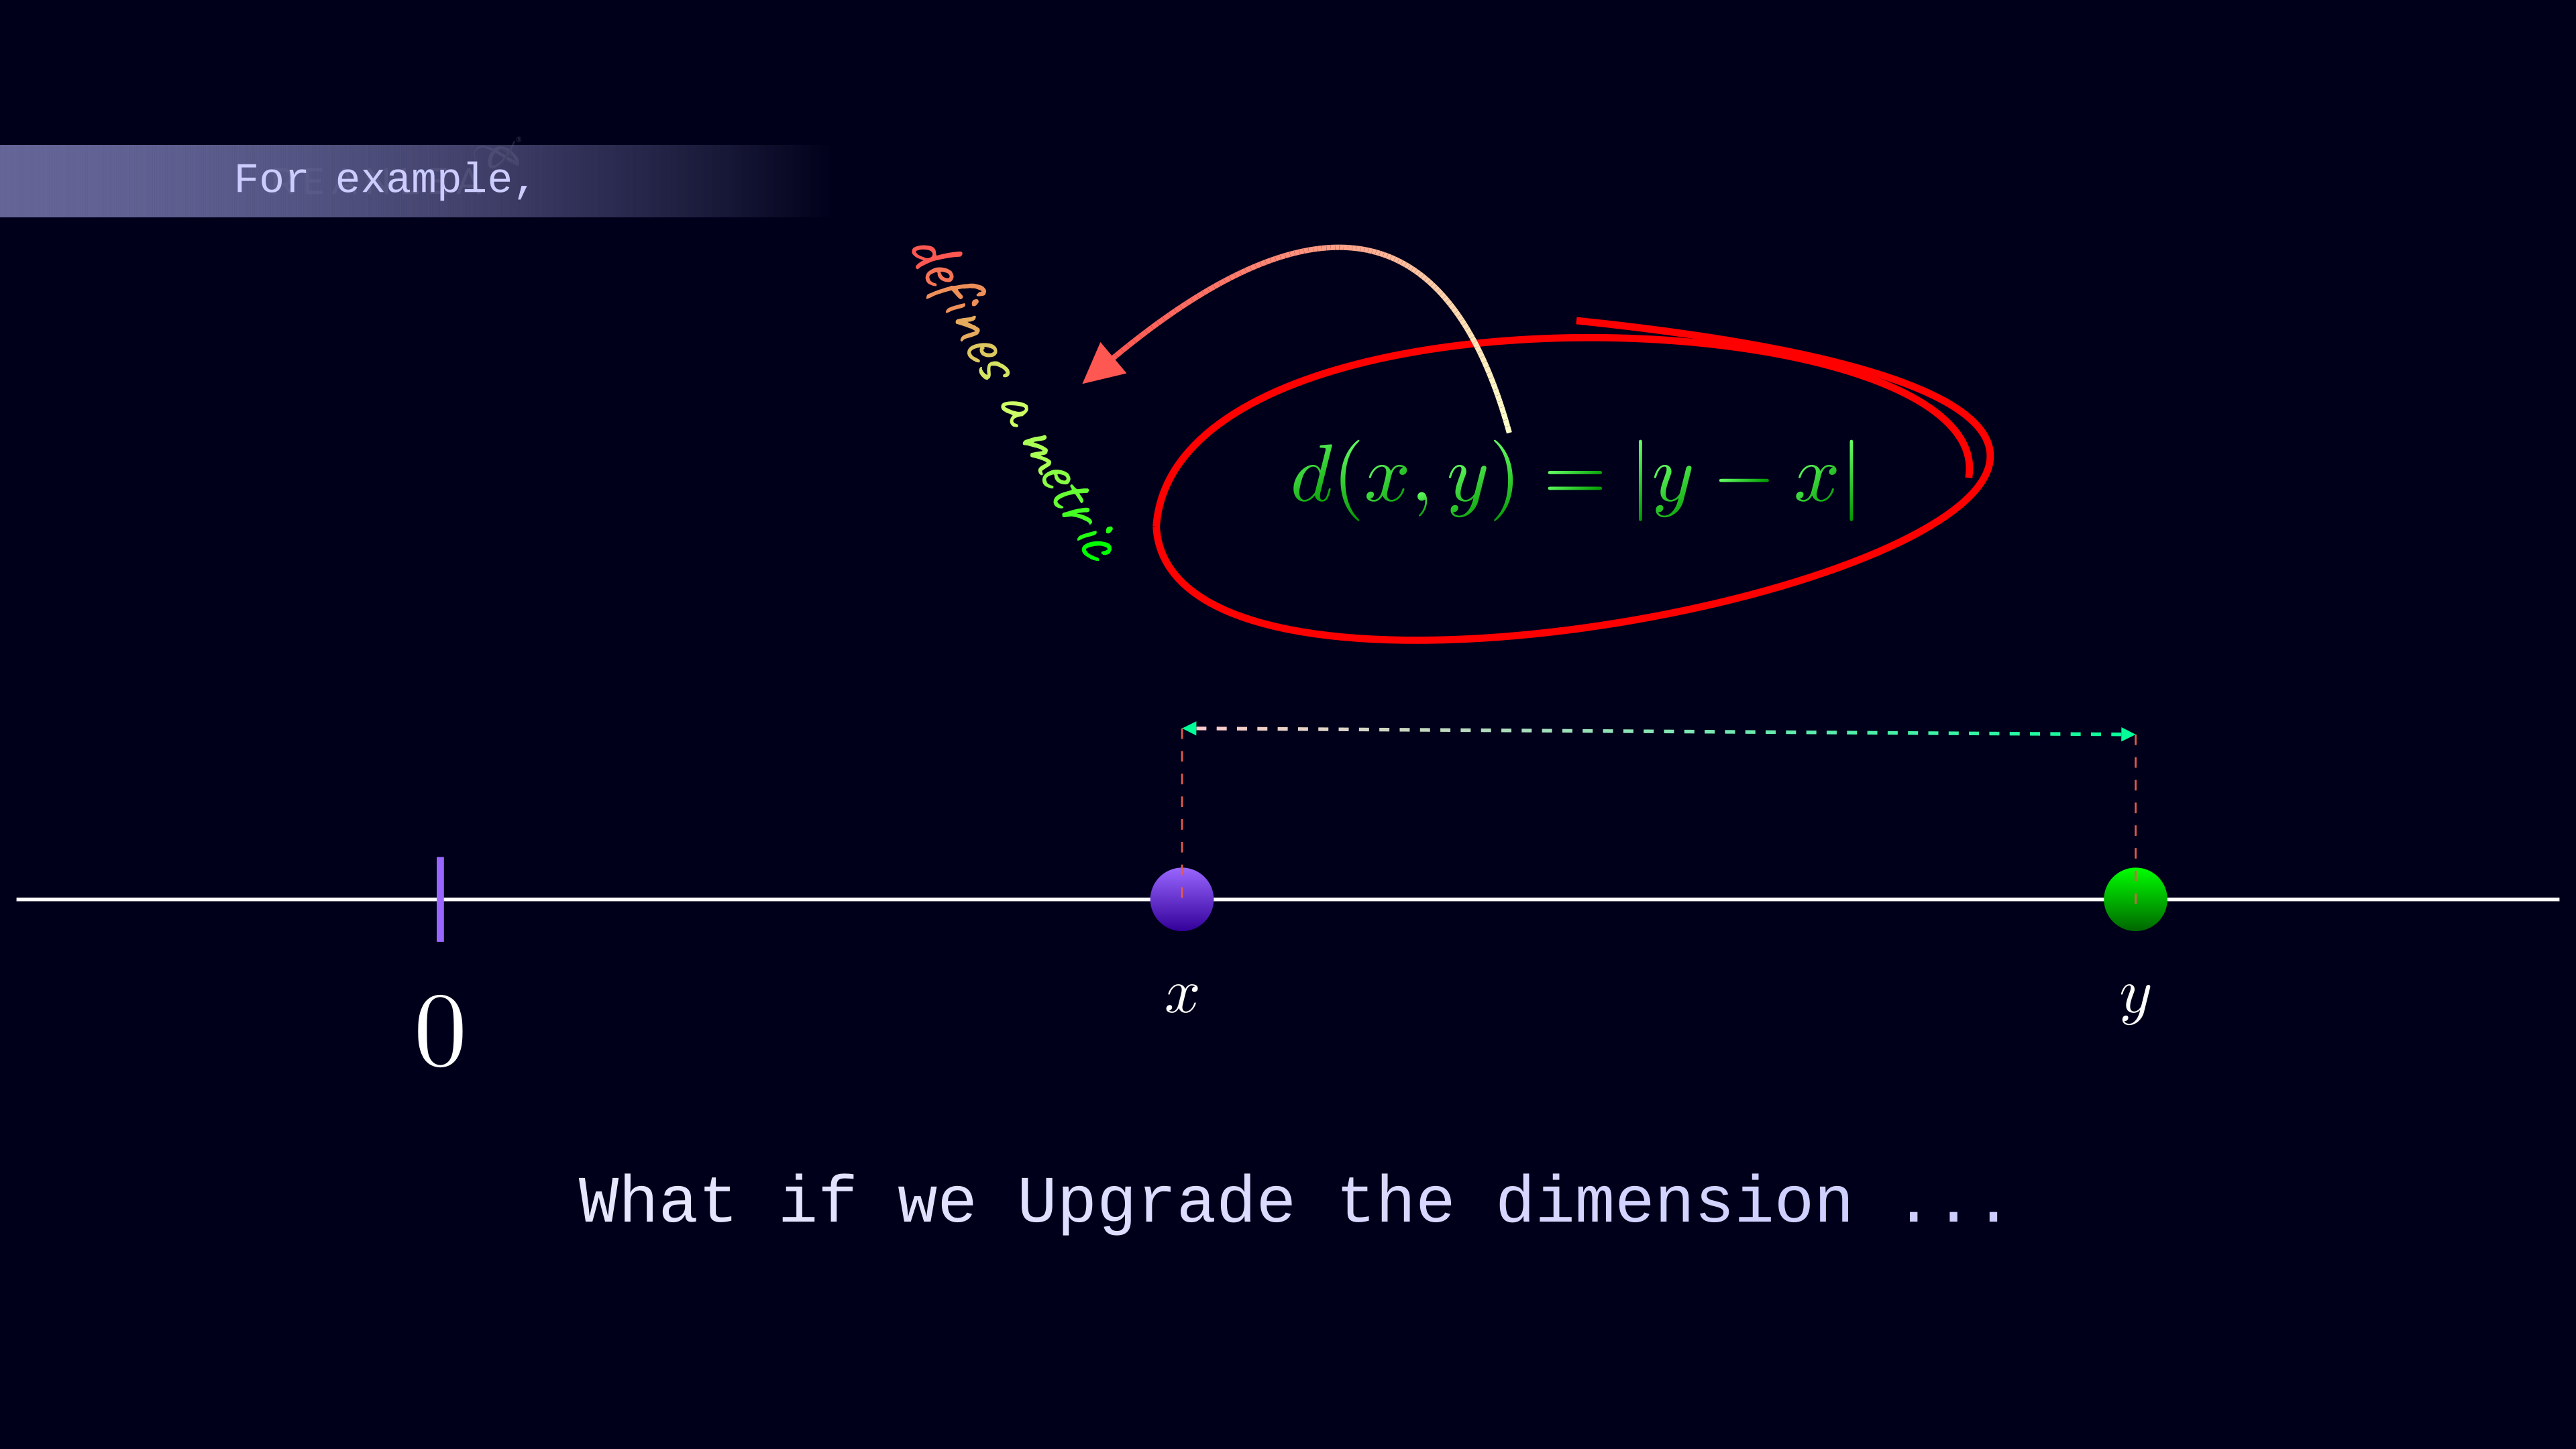 For example,
defines a metric
d(x, y) = |y − x|
0
x
y
What if we Upgrade the dimension ...